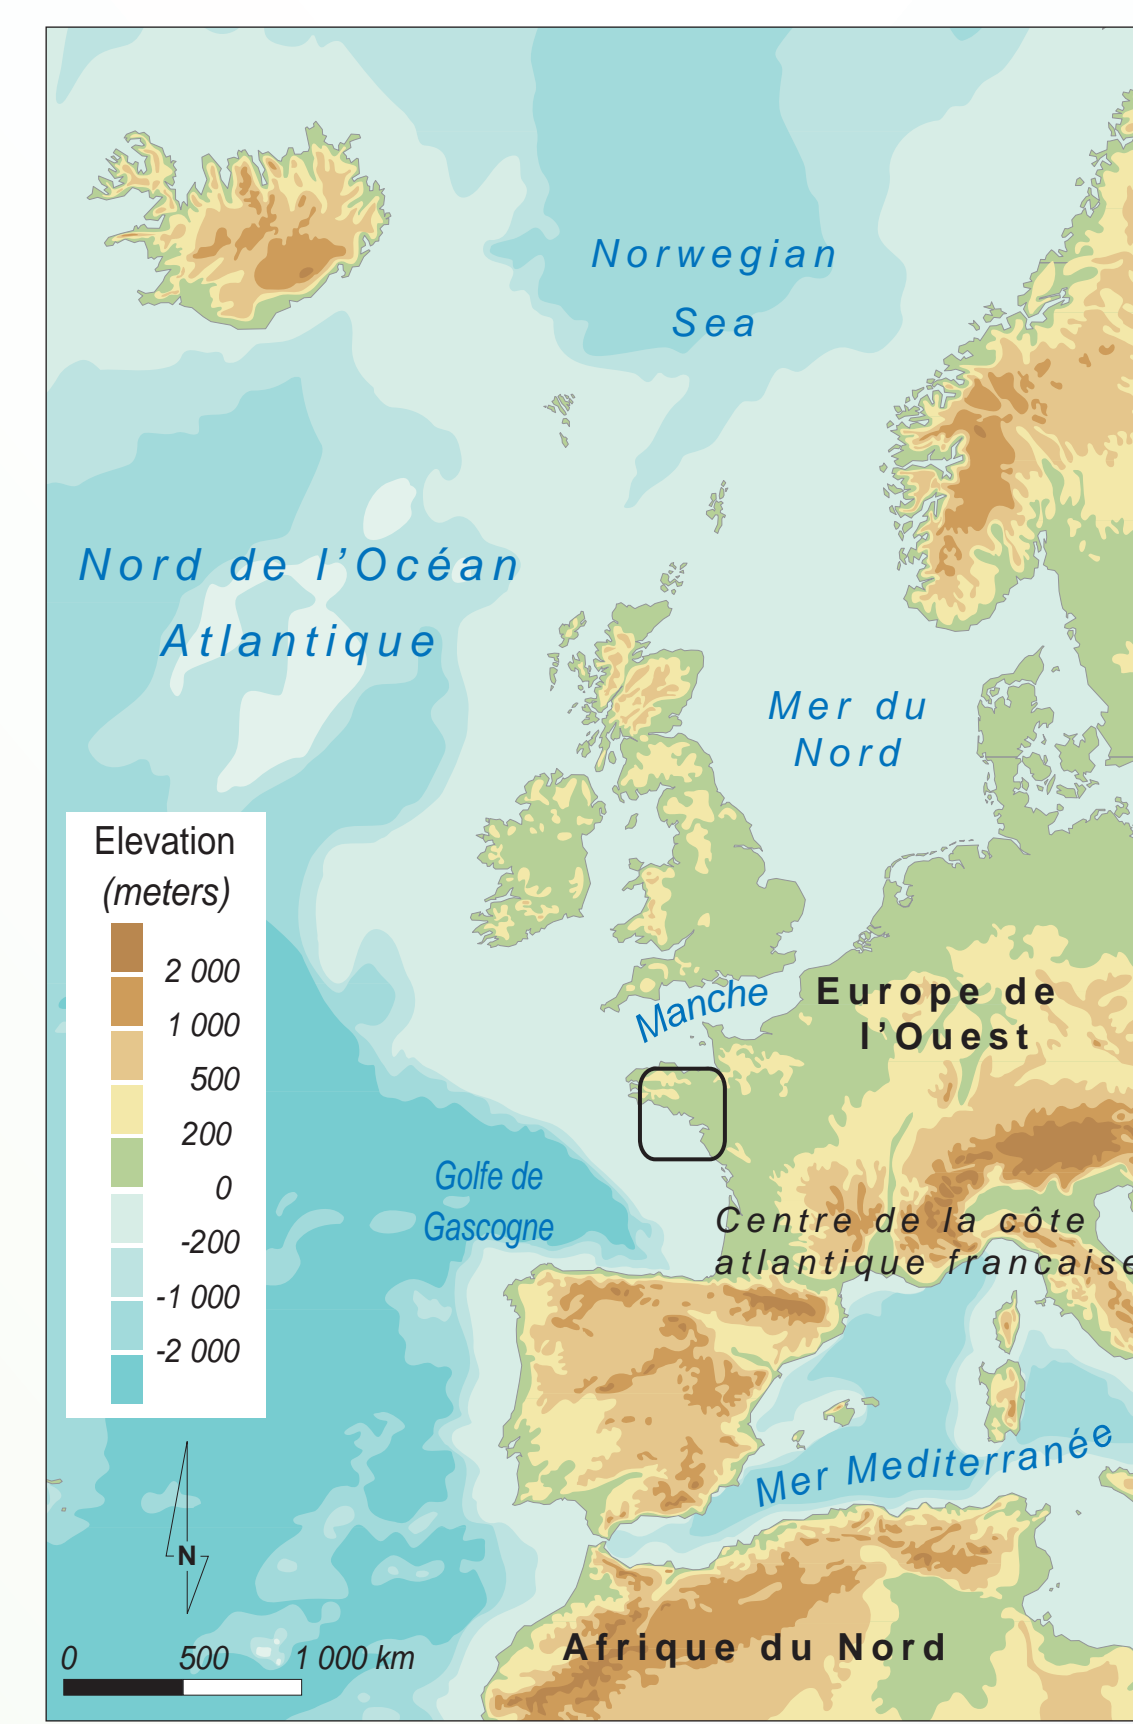 Norwegian
Sea
Nord de l’Océan
Atlantique
Mer du
Nord
Elevation
(meters)
2 000
1 000
500
200
0
-200
-1 000
-2 000
Manche
Europe de
l’Ouest
Golfe de
Gascogne
Centre de la côte
atlantique francaise
Mer Mediterranée
N
Afrique du Nord
0 500 1 000 km